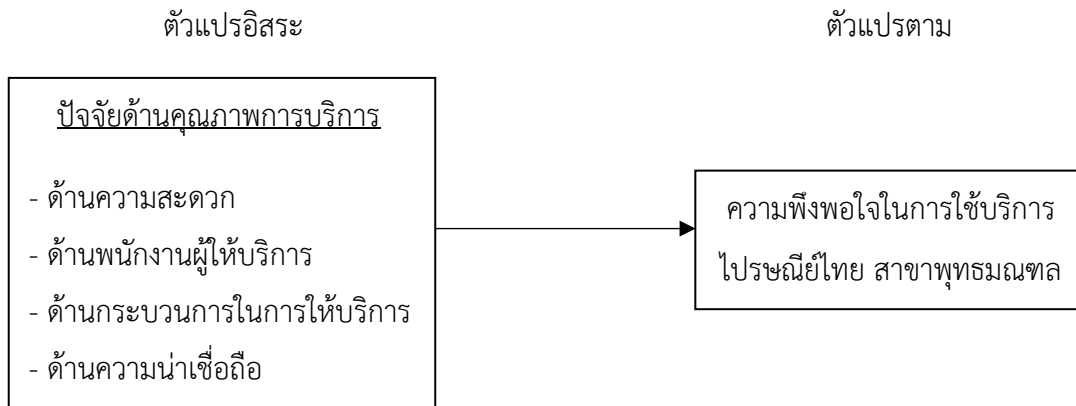 ตัวแปรอิสระ
ตัวแปรตาม
ปัจจัยด้านคุณภาพการบริการ
- ด้านความสะดวก
- ด้านพนักงานผู้ให้บริการ
- ด้านกระบวนการในการให้บริการ
- ด้านความน่าเชื่อถือ
ความพึงพอใจในการใช้บริการ
ไปรษณีย์ไทย สาขาพุทธมณฑล